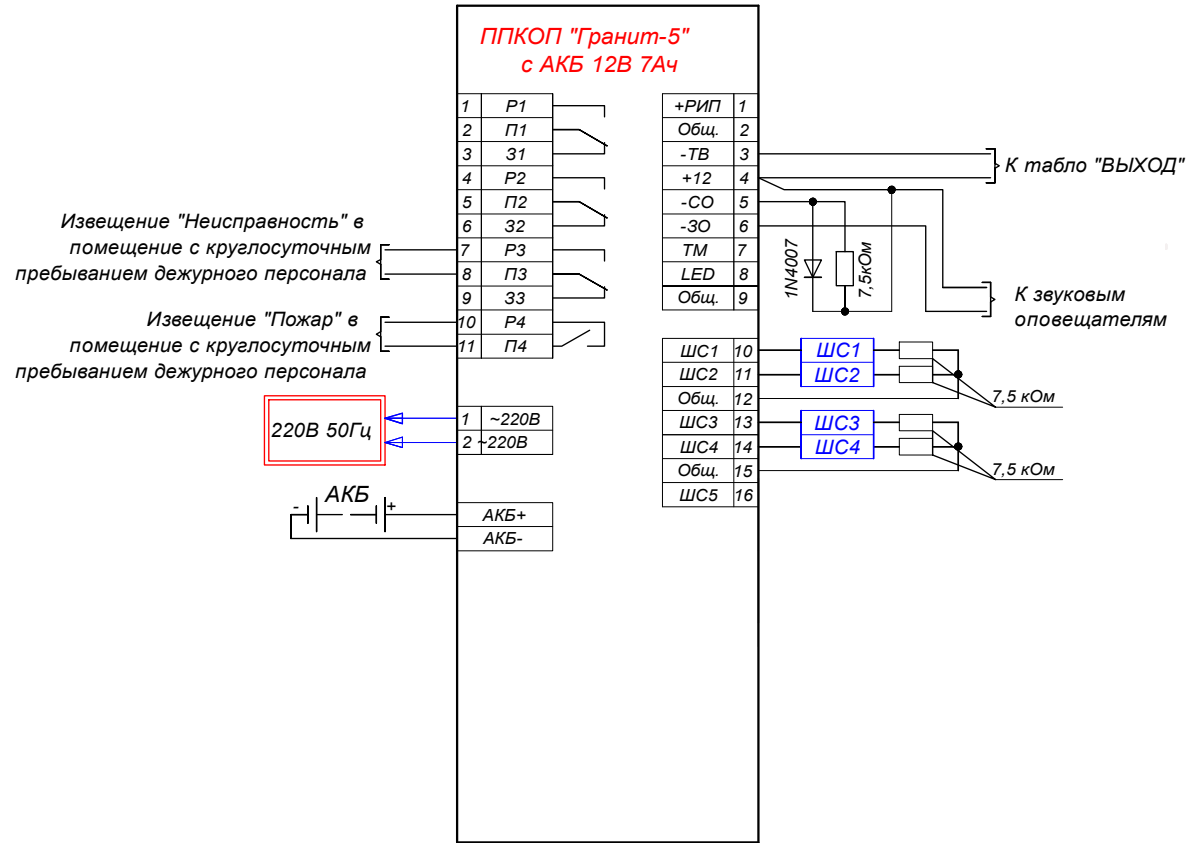 ППКОП "Гранит-5"
с АКБ 12В 7Ач
1 Р1
2 П1
3 З1
4 Р2
5 П2
6 З2
7 Р3
8 П3
9 З3
10 Р4
11 П4
Извещение "Неисправность" в
помещение с круглосуточным
пребыванием дежурного персонала
Извещение "Пожар" в
помещение с круглосуточным
пребыванием дежурного персонала
220В 50Гц
1 ~220В
2 ~220В
АКБ
- +
АКБ+
АКБ-
+РИП 1
Общ. 2
-ТВ 3
+12 4
-СО 5
-ЗО 6
ТМ 7
LED 8
Общ. 9
К табло "ВЫХОД"
1N4007
7,5кОм
К звуковым
оповещателям
ШС1 10
ШС2 11
Общ. 12
ШС3 13
ШС4 14
Общ. 15
ШС5 16
ШС1
ШС2
7,5 кОм
ШС3
ШС4
7,5 кОм